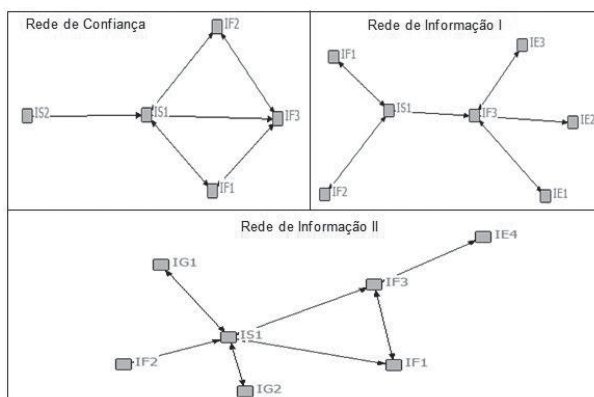 Rede de Confiança
IF2
IS2
IS1
IF3
IF1
Rede de Informação I
IE3
IF1
IS1
IF3
IE2
IF2
IE1
Rede de Informação II
IE4
IG1
IF3
IS1
IF2
IF1
IG2